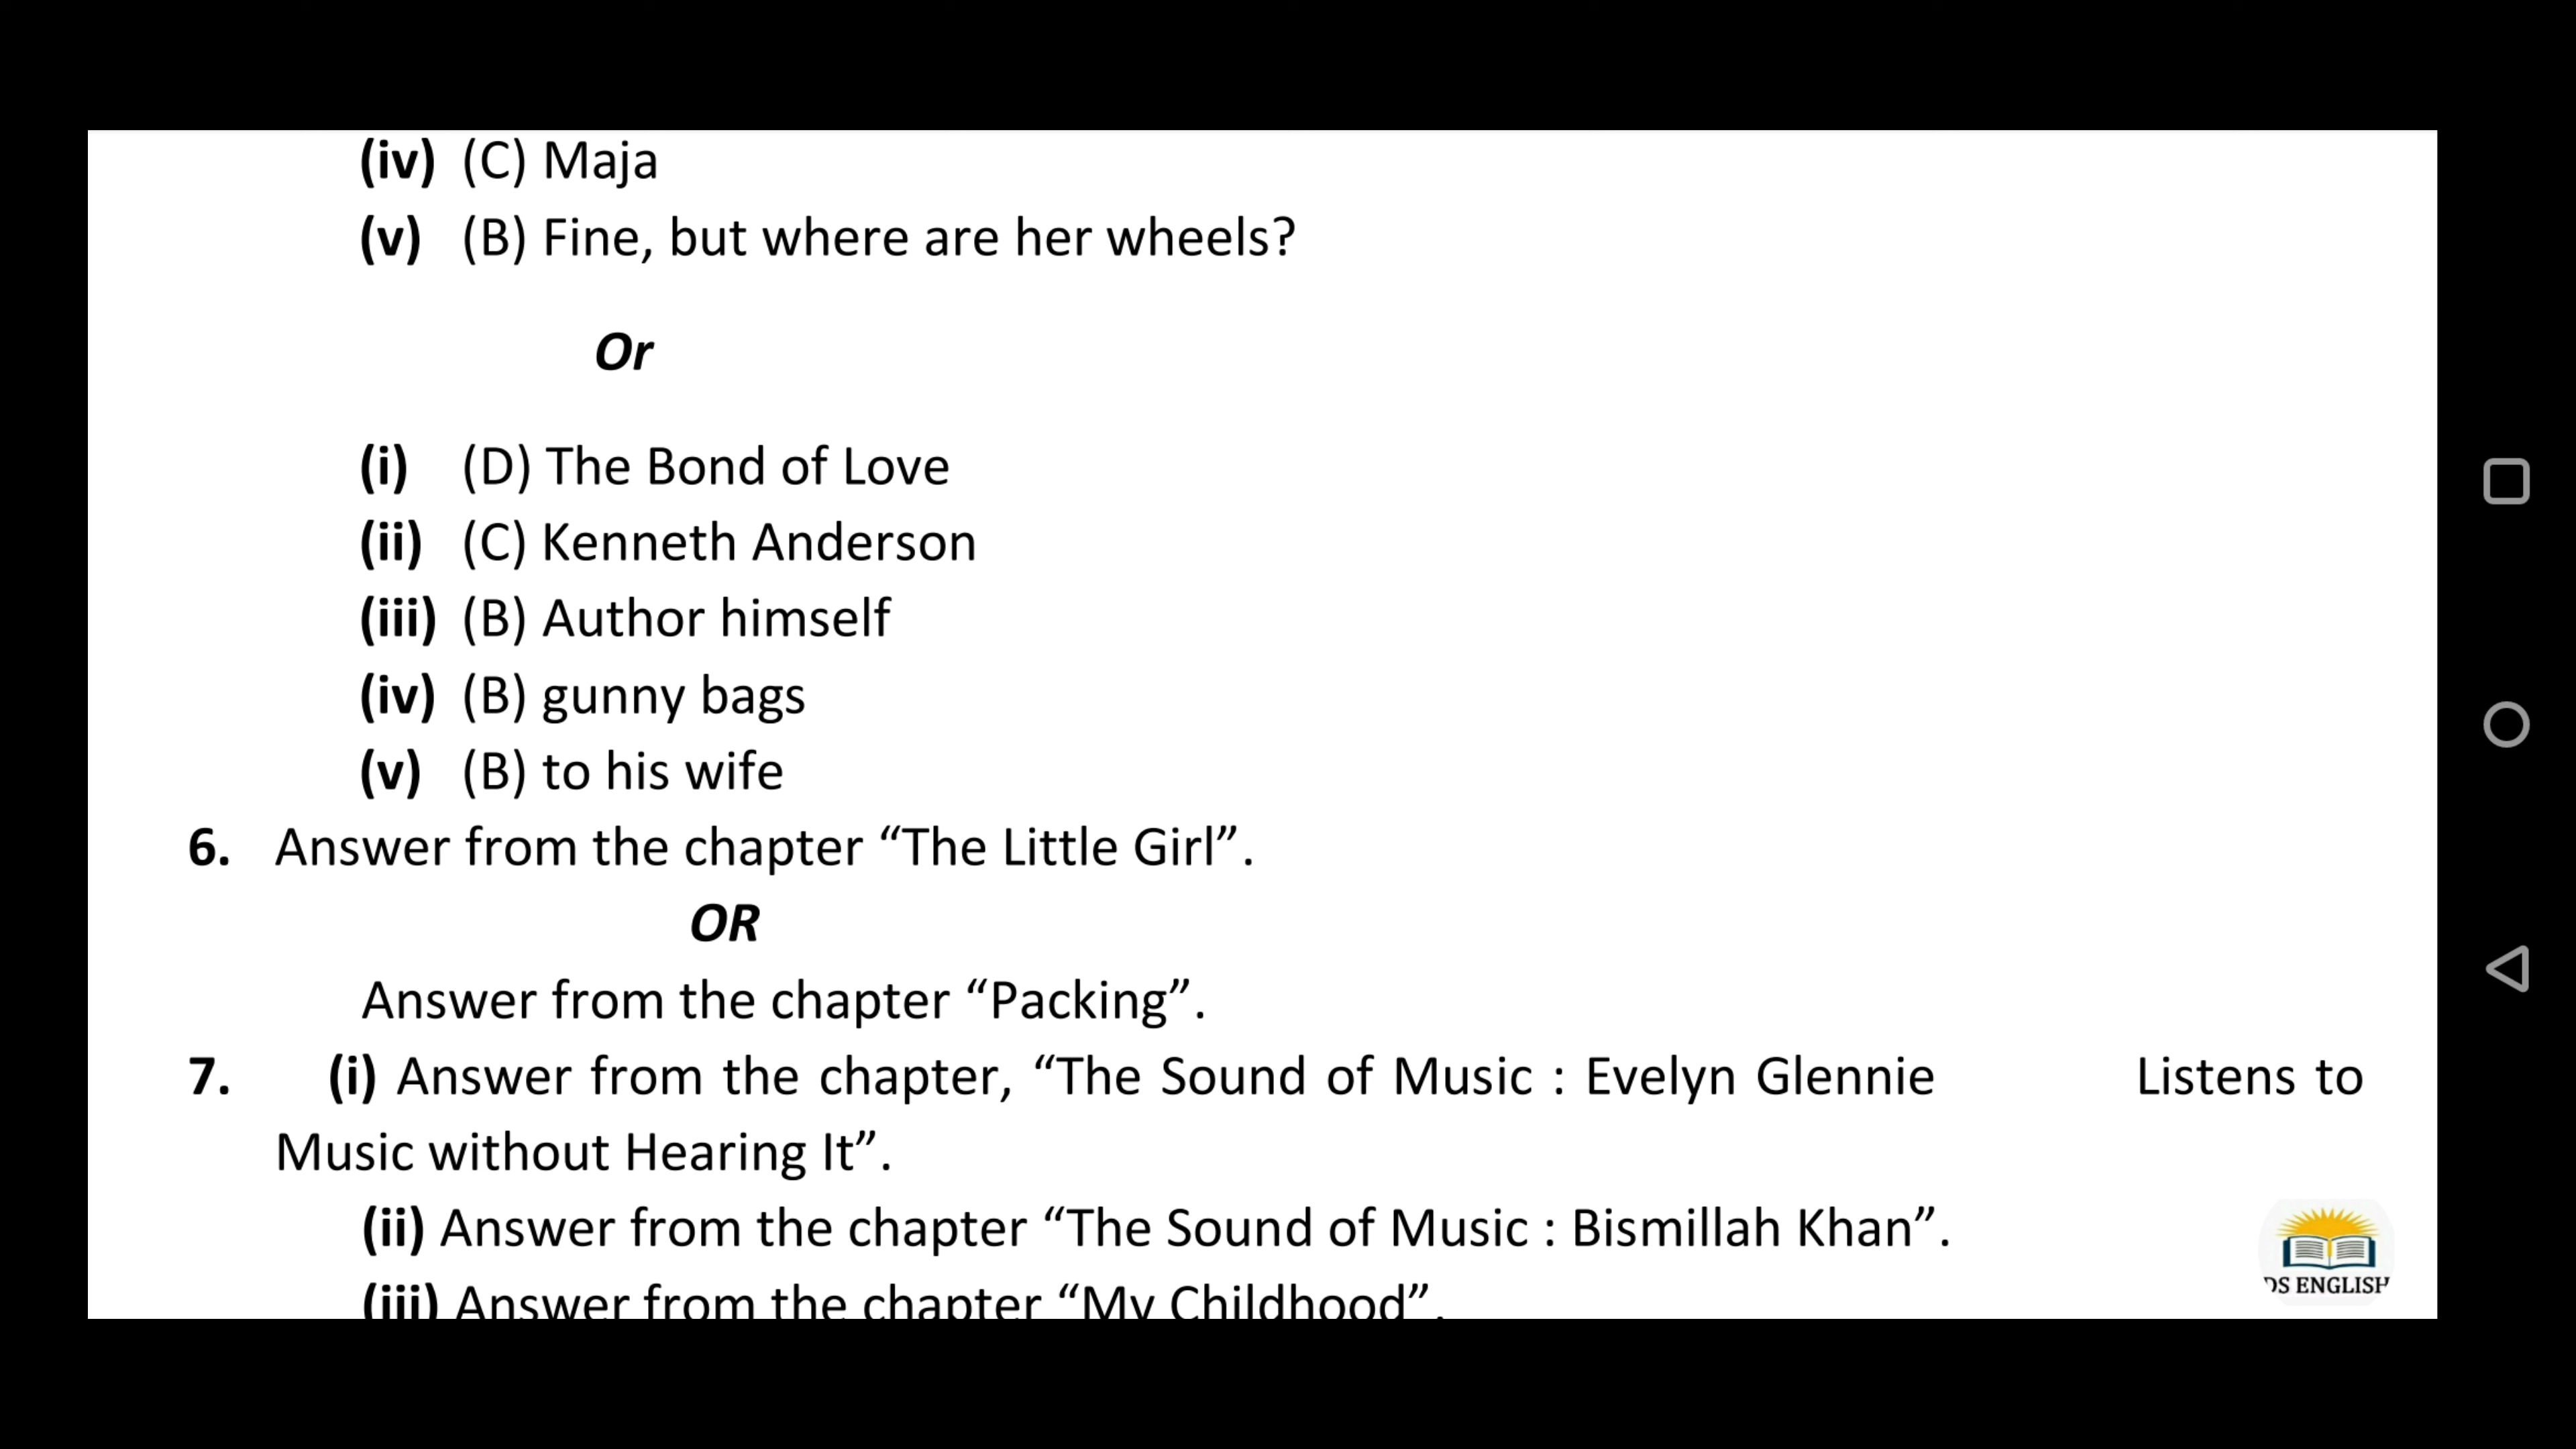 (iv) (C) Maja
(v) (B) Fine, but where are her wheels?
Or
(i) (D) The Bond of Love
(ii) (C) Kenneth Anderson
(iii) (B) Author himself
(iv) (B) gunny bags
(v) (B) to his wife
6. Answer from the chapter “The Little Girl”.
OR
Answer from the chapter “Packing”.
7. (i) Answer from the chapter, “The Sound of Music : Evelyn Glennie Listens to
Music without Hearing It”.
(ii) Answer from the chapter “The Sound of Music : Bismillah Khan”.
(iii) Answer from the chapter “My Childhood”.
DS ENGLISH